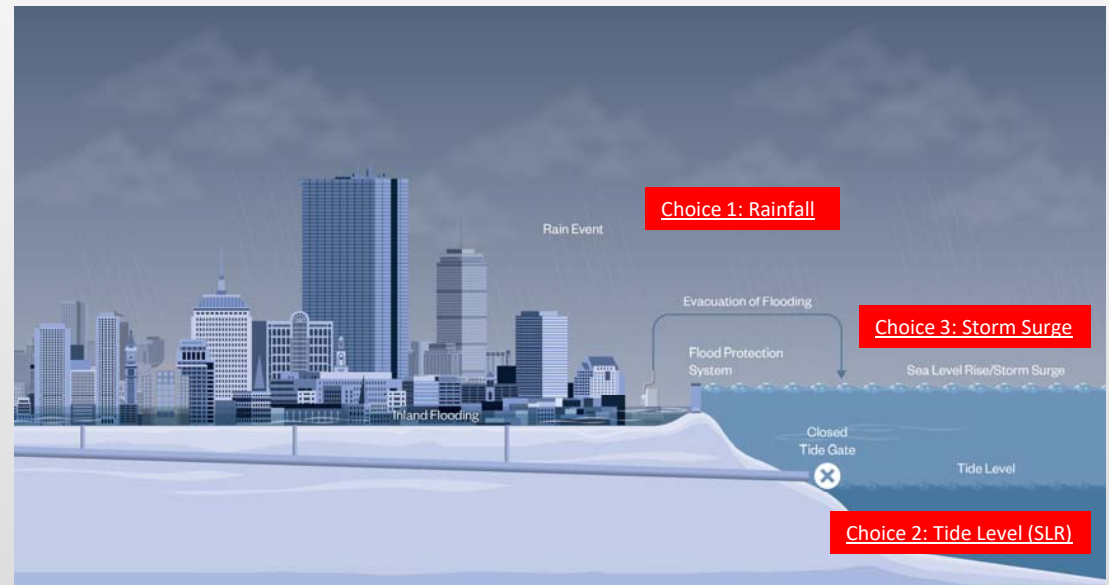 Choice 1: Rainfall
Rain Event
Evacuation of Flooding
Choice 3: Storm Surge
Flood Protection
System
Sea Level Rise/Storm Surge
Inland Flooding
Closed
Tide Gate
Tide Level
Choice 2: Tide Level (SLR)